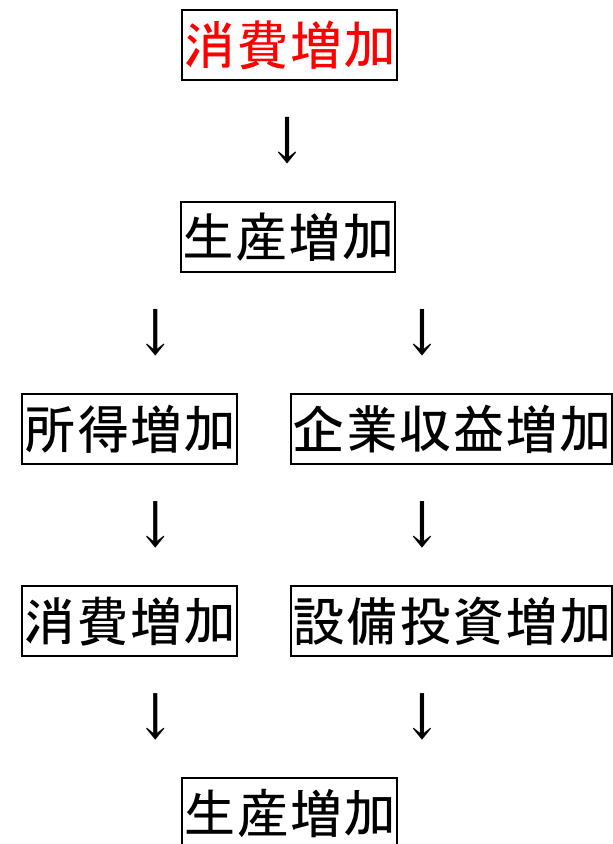 消費増加
↓
生産増加
↓ ↓
所得増加 企業収益増加
↓ ↓
消費増加 設備投資増加
↓ ↓
生産増加